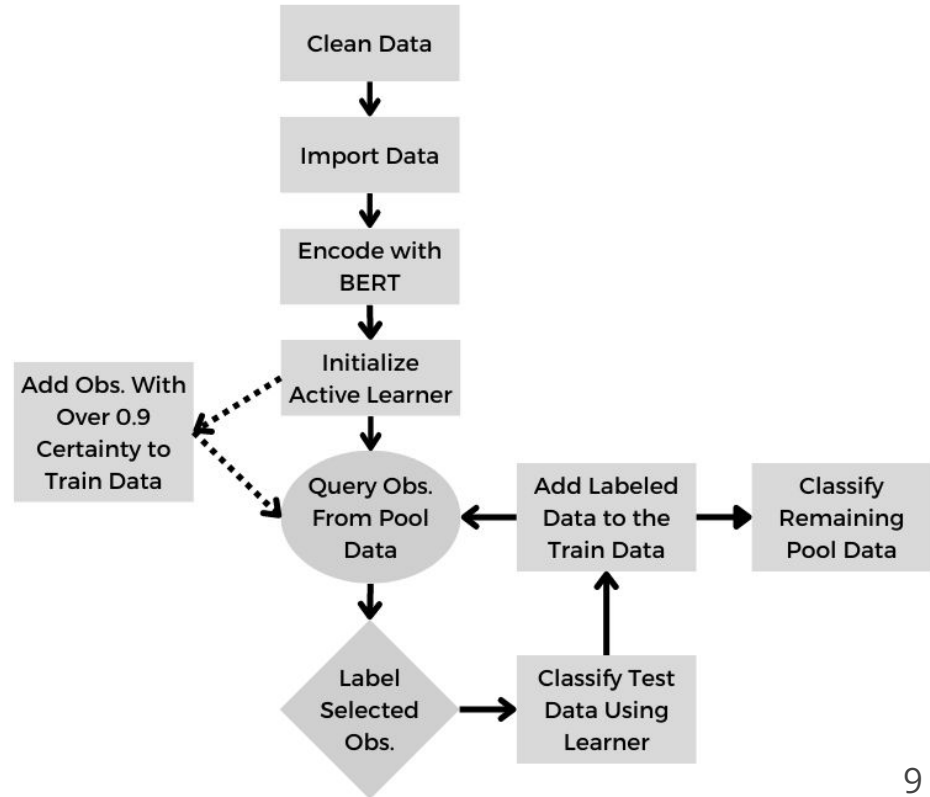 Clean Data
Import Data
Encode with
BERT
Initialize
Active Learner
Add Obs. With
Over 0.9
Certainty to
Train Data
Query Obs.
From Pool
Data
Add Labeled
Data to the
Train Data
Classify
Remaining
Pool Data
Label
Selected
Obs.
Classify Test
Data Using
Learner
9